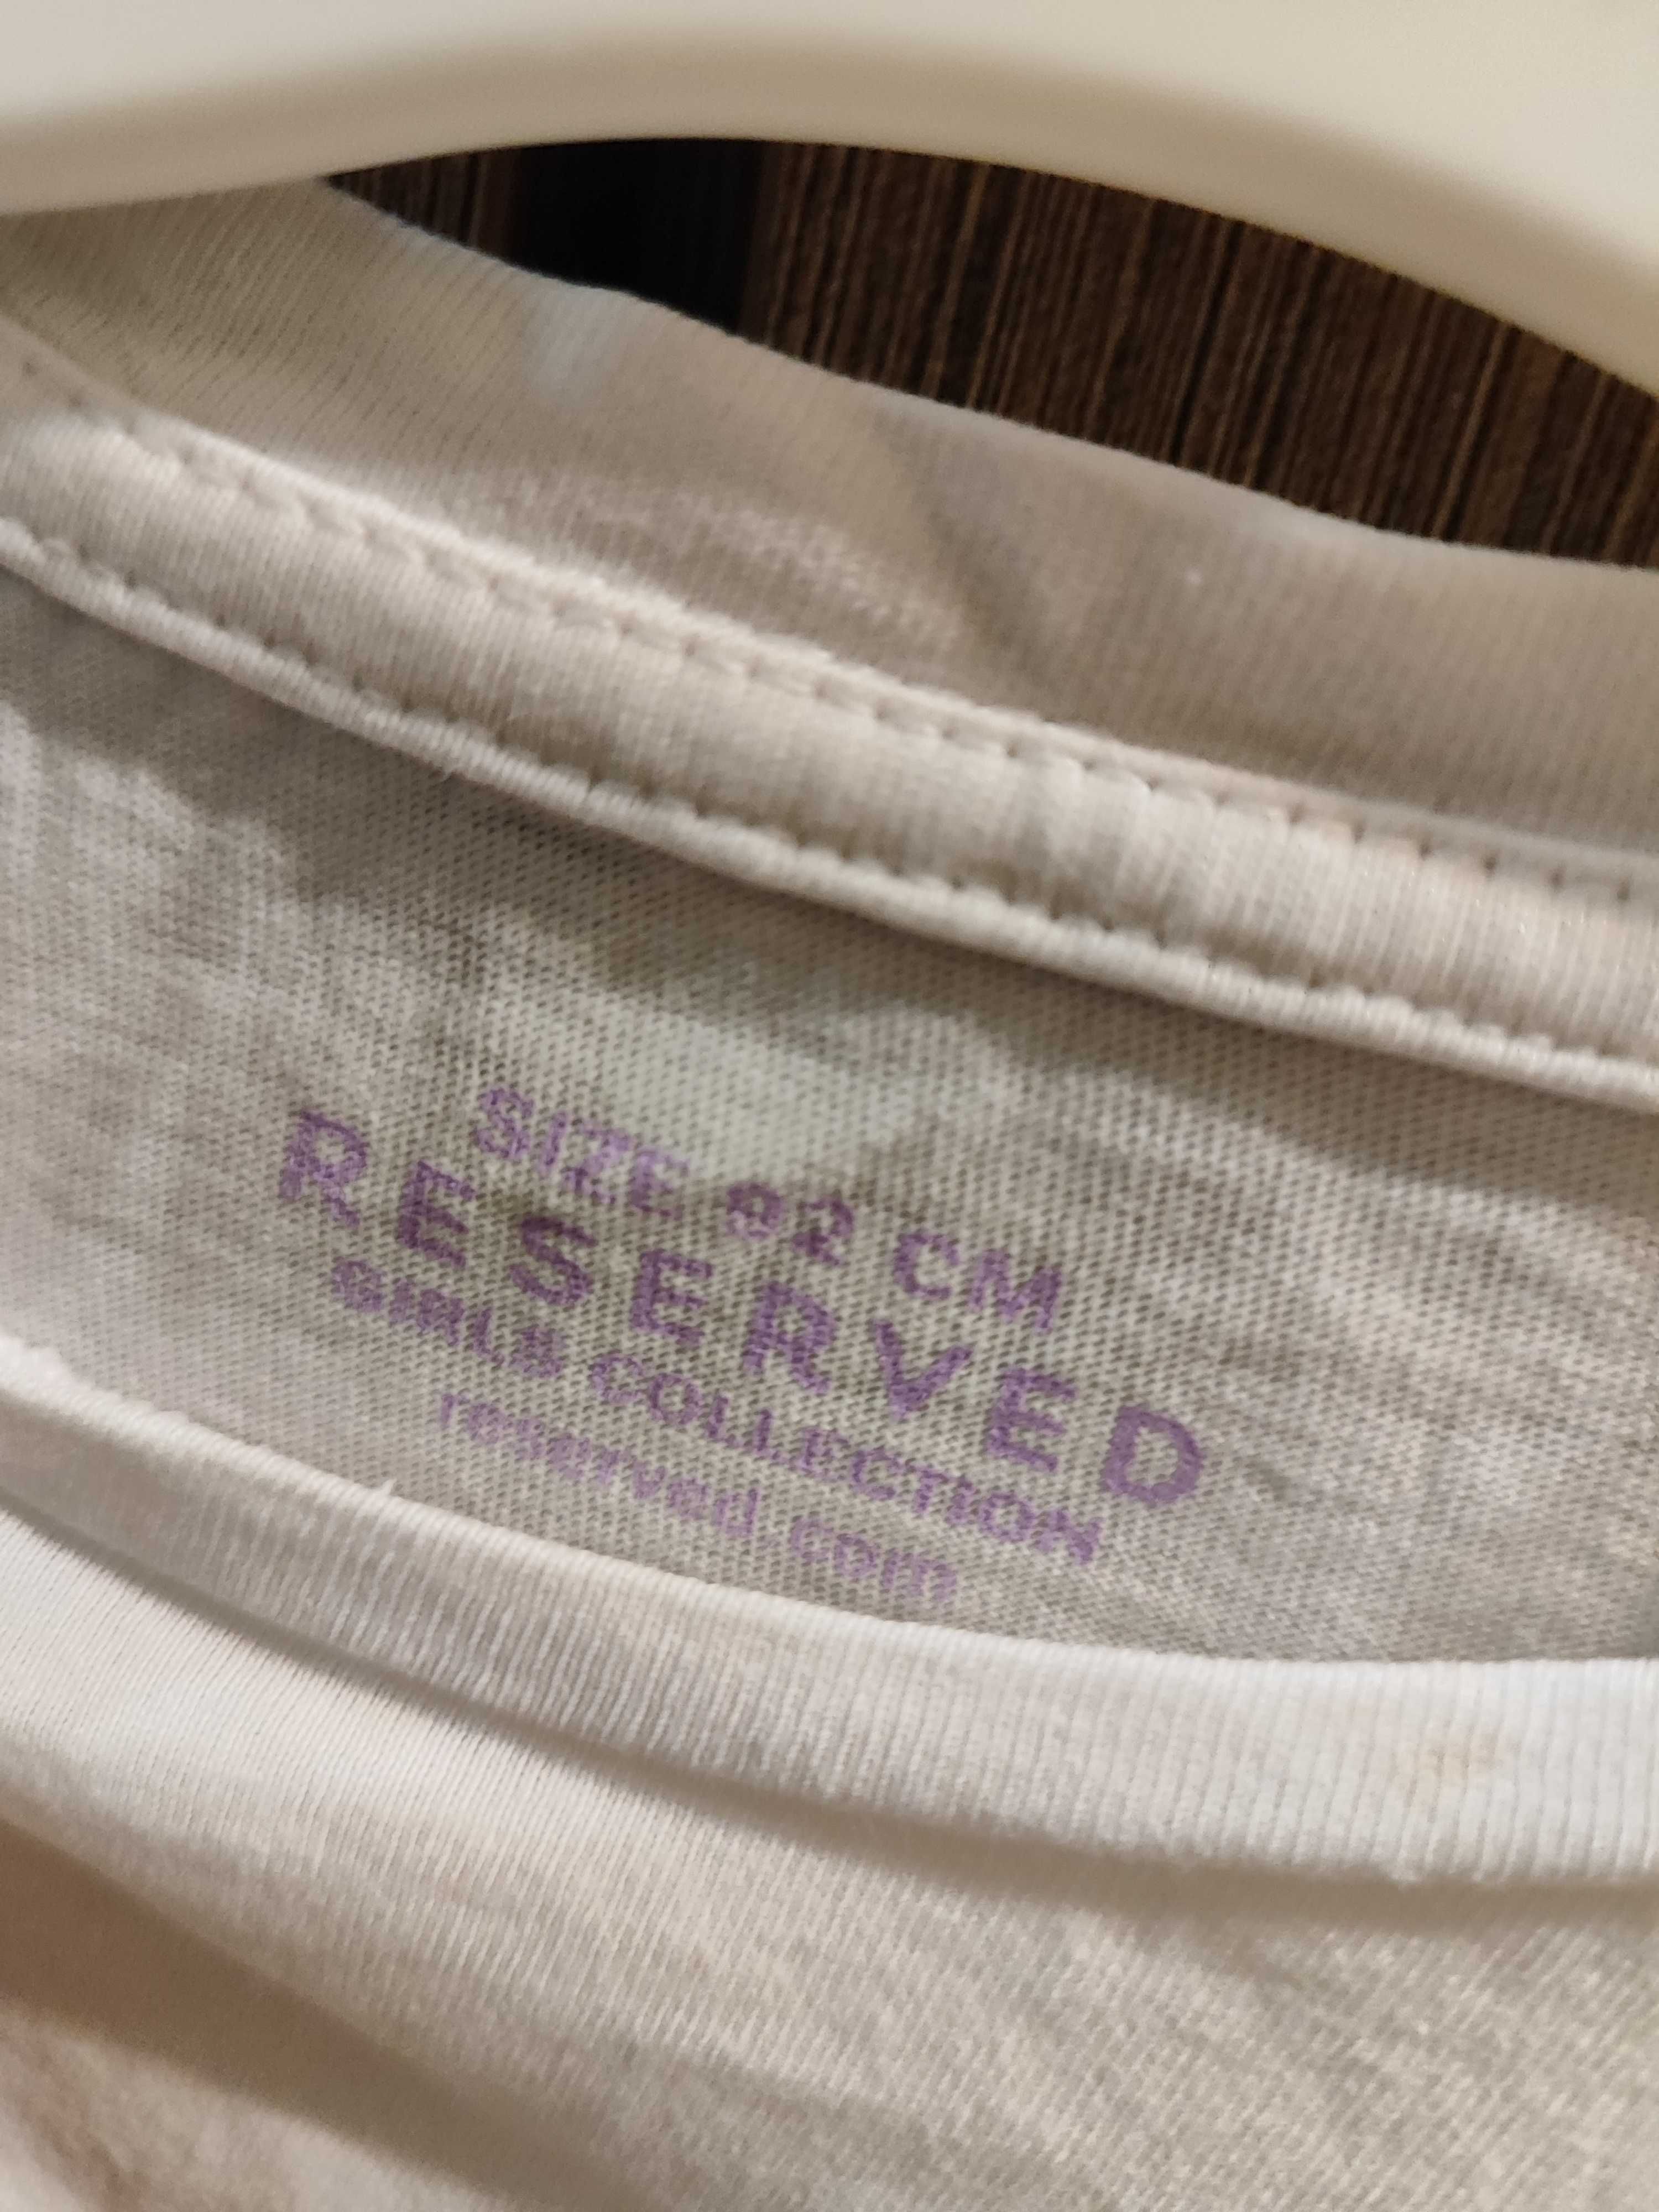 SIZE 92 CM
RESERVED
GIRLS COLLECTION
reserved.com